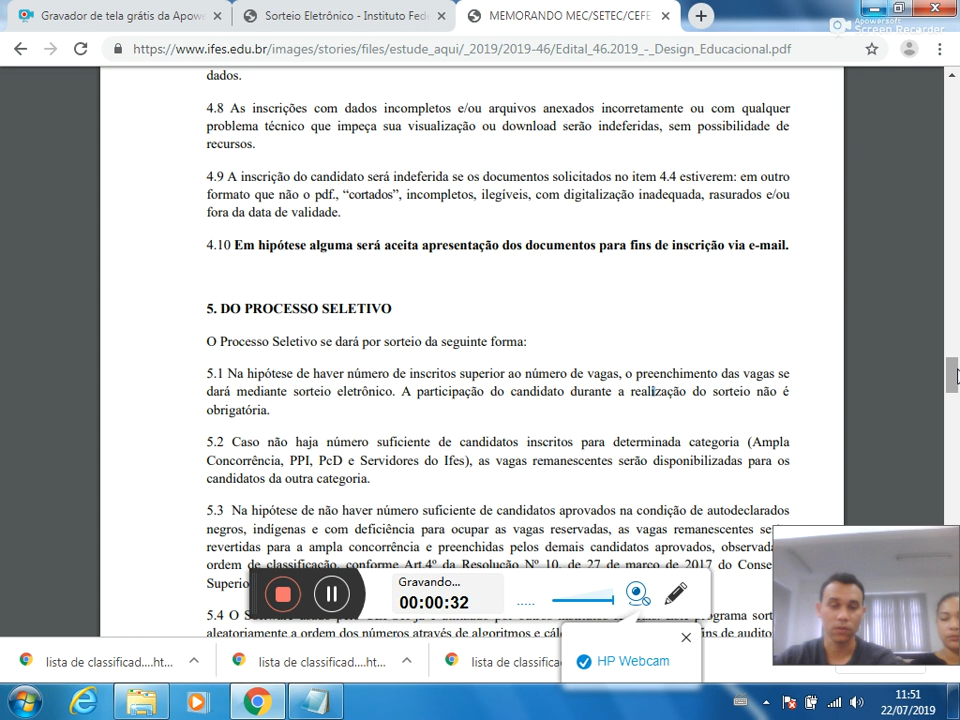 Gravador de tela grátis da Apowe
Sorteio Eletrônico - Instituto Fed
MEMORANDO MEC/SETEC/CEFE
Apowersoft
Screen Recorder
https://www.ifes.edu.br/images/stories/files/estude_aqui/_2019/2019-46/Edital_46.2019_-_Design_Educacional.pdf
dados.
4.8 As inscrições com dados incompletos e/ou arquivos anexados incorretamente ou com qualquer
problema técnico que impeça sua visualização ou download serão indeferidas, sem possibilidade de
recursos.
4.9 A inscrição do candidato será indeferida se os documentos solicitados no item 4.4 estiverem: em outro
formato que não o pdf., “cortados”, incompletos, ilegíveis, com digitalização inadequada, rasurados e/ou
fora da data de validade.
4.10 Em hipótese alguma será aceita apresentação dos documentos para fins de inscrição via e-mail.
5. DO PROCESSO SELETIVO
O Processo Seletivo se dará por sorteio da seguinte forma:
5.1 Na hipótese de haver número de inscritos superior ao número de vagas, o preenchimento das vagas se
dará mediante sorteio eletrônico. A participação do candidato durante a realização do sorteio não é
obrigatória.
5.2 Caso não haja número suficiente de candidatos inscritos para determinada categoria (Ampla
Concorrência, PPI, PcD e Servidores do Ifes), as vagas remanescentes serão disponibilizadas para os
candidatos da outra categoria.
5.3 Na hipótese de não haver número suficiente de candidatos aprovados na condição de autodeclarados
negros, indígenas e com deficiência para ocupar as vagas reservadas, as vagas remanescentes se
revertidas para a ampla concorrência e preenchidas pelos demais candidatos aprovados, observada
ordem de classificação, conforme Art.4º da Resolução Nº 10, de 27 de março de 2017 do Conse
Superio
5.4 O programa sort
aleatoriamente a ordem dos números através de algoritmos e cálc ins de audito
Gravando...
00:00:32
HP Webcam
lista de classificad....ht...
lista de classificad....ht...
lista de classifica
11:51
22/07/2019